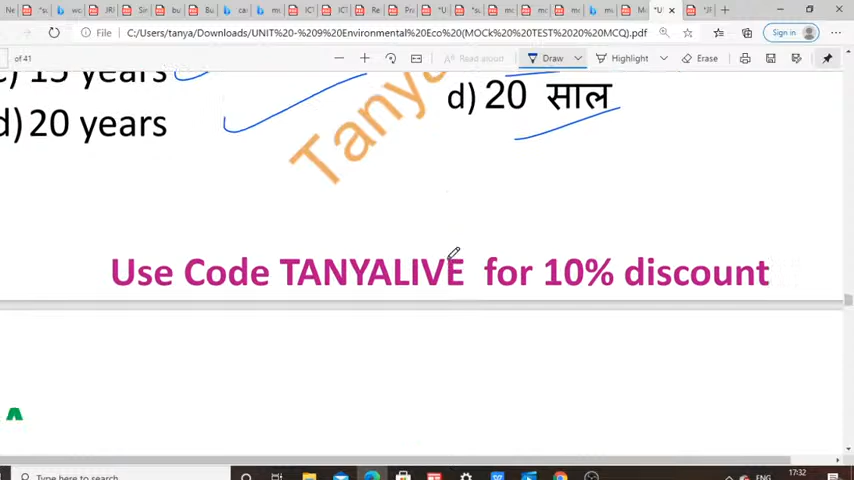 File
C:/Users/tanya/Downloads/UNIT%20-%209%20Environmental%20Eco%20(MOCk%20TEST%2020%20MCQ).pdf
Sign in
of 41
Read aloud
Draw
Highlight
Erase
c) 15 years
d) 20 years
d) 20 साल
Tanya
Use Code TANYALIVE for 10% discount
A
Type here to search
ENG
17:32